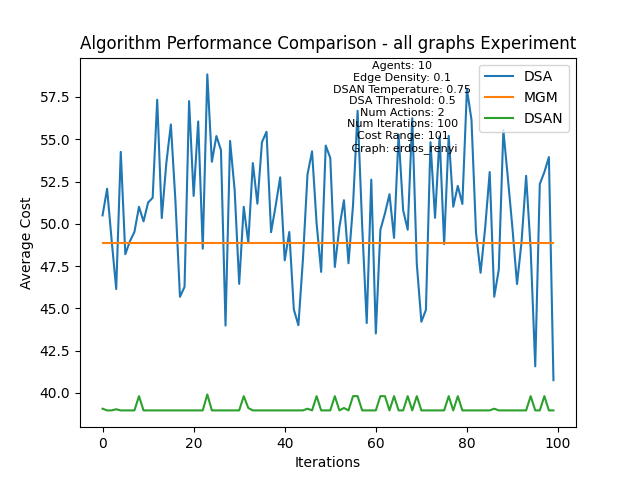 Algorithm Performance Comparison - all graphs Experiment
Agents: 10
Edge Density: 0.1
DSAN Temperature: 0.75
DSA Threshold: 0.5
Num Actions: 2
Num Iterations: 100
Cost Range: 101
Graph: erdos_renyi
DSA
MGM
DSAN
Average Cost
57.5
55.0
52.5
50.0
47.5
45.0
42.5
40.0
0 20 40 60 80 100
Iterations